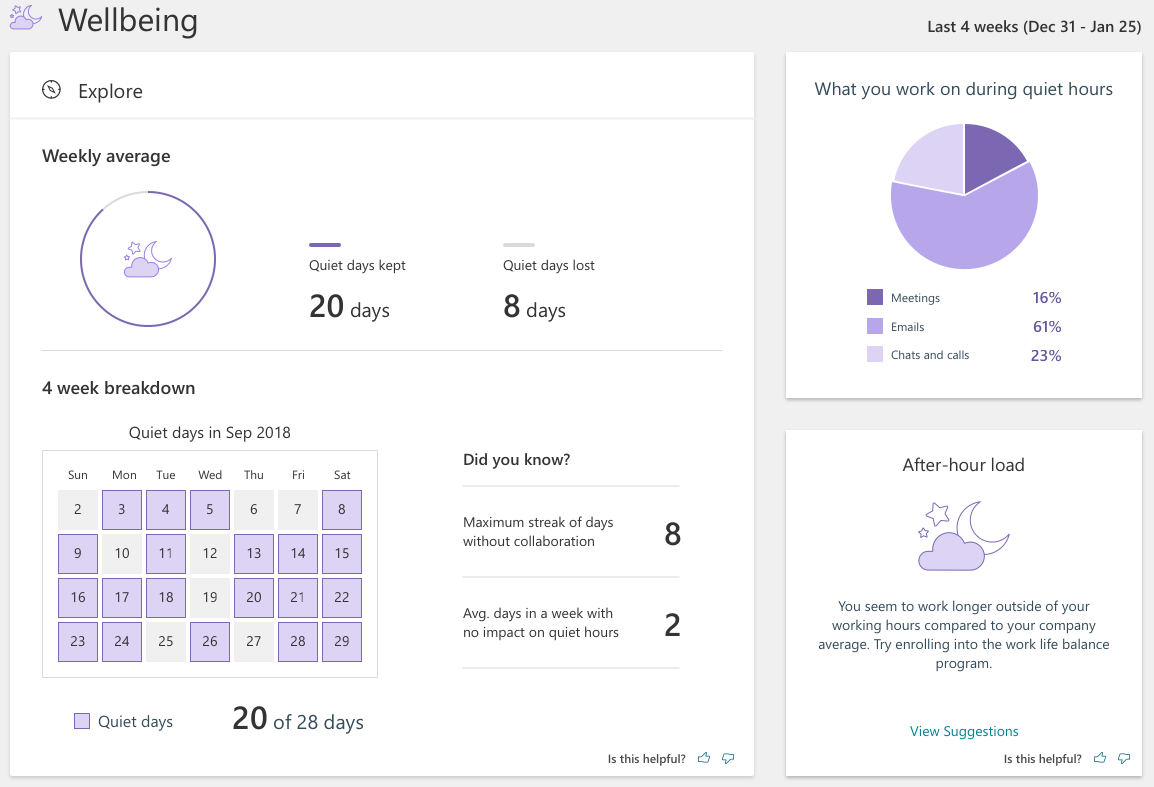 Wellbeing
Last 4 weeks (Dec 31 - Jan 25)
Explore
Weekly average
Quiet days kept
20 days
Quiet days lost
8 days
4 week breakdown
Quiet days in Sep 2018
Sun Mon Tue Wed Thu Fri Sat
2 3 4 5 6 7 8
9 10 11 12 13 14 15
16 17 18 19 20 21 22
23 24 25 26 27 28 29
Quiet days
20 of 28 days
Did you know?
Maximum streak of days
without collaboration
8
Avg. days in a week with
no impact on quiet hours
2
Is this helpful?
What you work on during quiet hours
Meetings 16%
Emails 61%
Chats and calls 23%
After-hour load
You seem to work longer outside of your
working hours compared to your company
average. Try enrolling into the work life balance
program.
View Suggestions
Is this helpful?